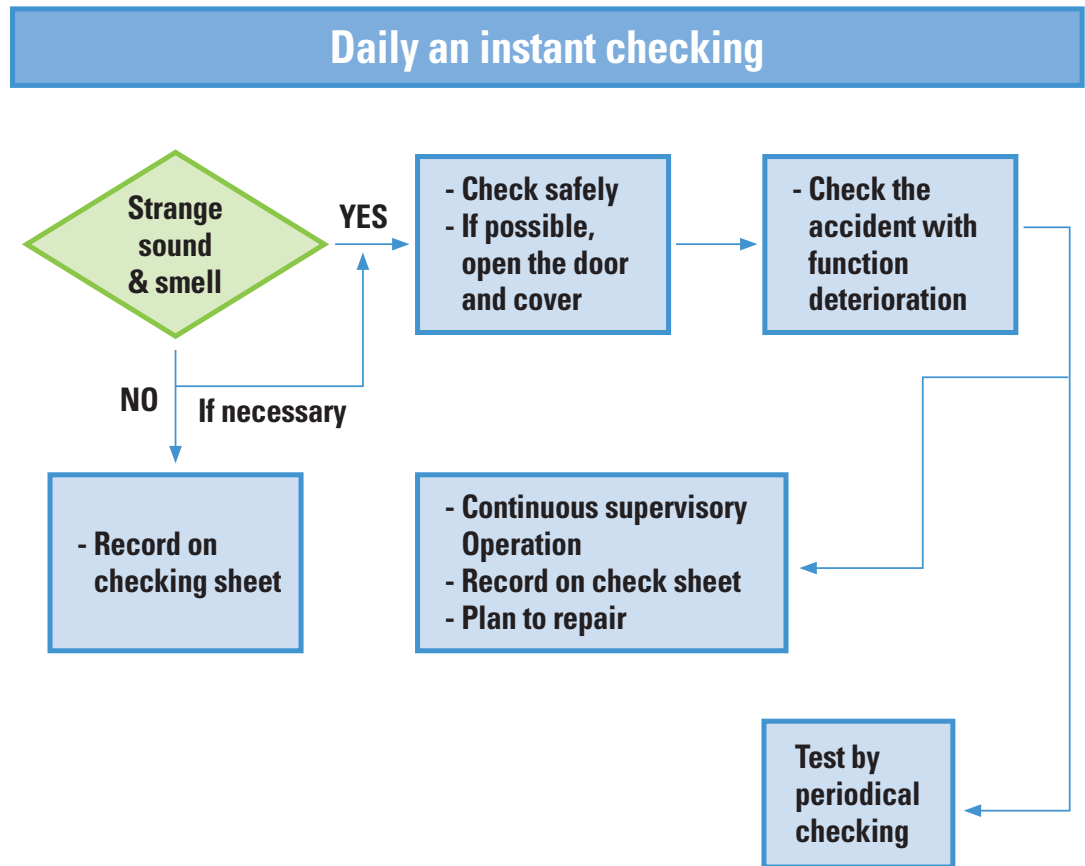 Daily an instant checking
Strange
sound
& smell
YES
- Check safely
- If possible,
open the door
and cover
- Check the
accident with
function
deterioration
NO
If necessary
- Record on
checking sheet
- Continuous supervisory
Operation
- Record on check sheet
- Plan to repair
Test by
periodical
checking